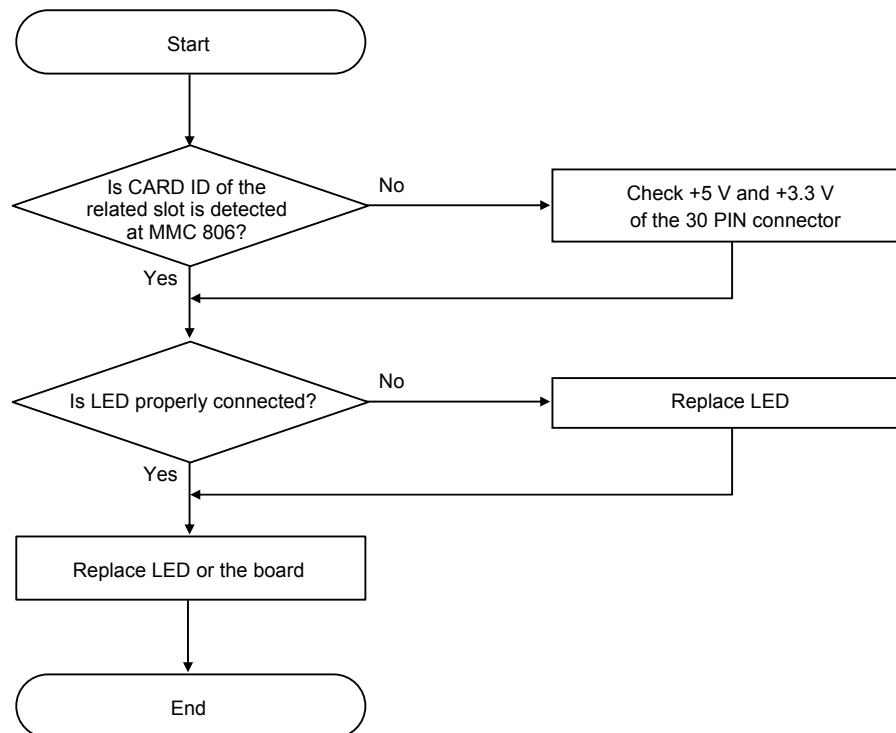 Start
Is CARD ID of the
related slot is detected
at MMC 806?
No
Check +5 V and +3.3 V
of the 30 PIN connector
Yes
Is LED properly connected?
No
Replace LED
Yes
Replace LED or the board
End